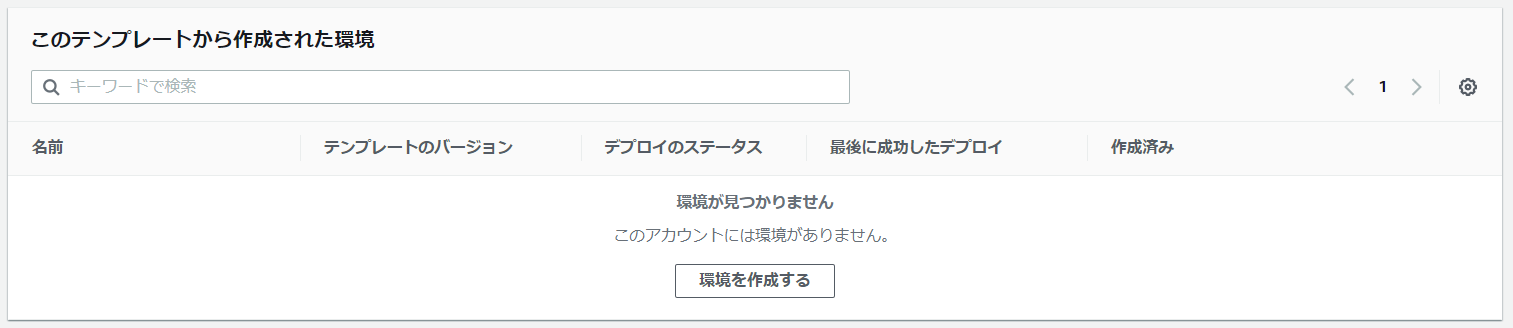 このテンプレートから作成された環境
キーワードで検索
1
名前 テンプレートのバージョン デプロイのステータス 最後に成功したデプロイ 作成済み
環境が見つかりません
このアカウントには環境がありません。
環境を作成する